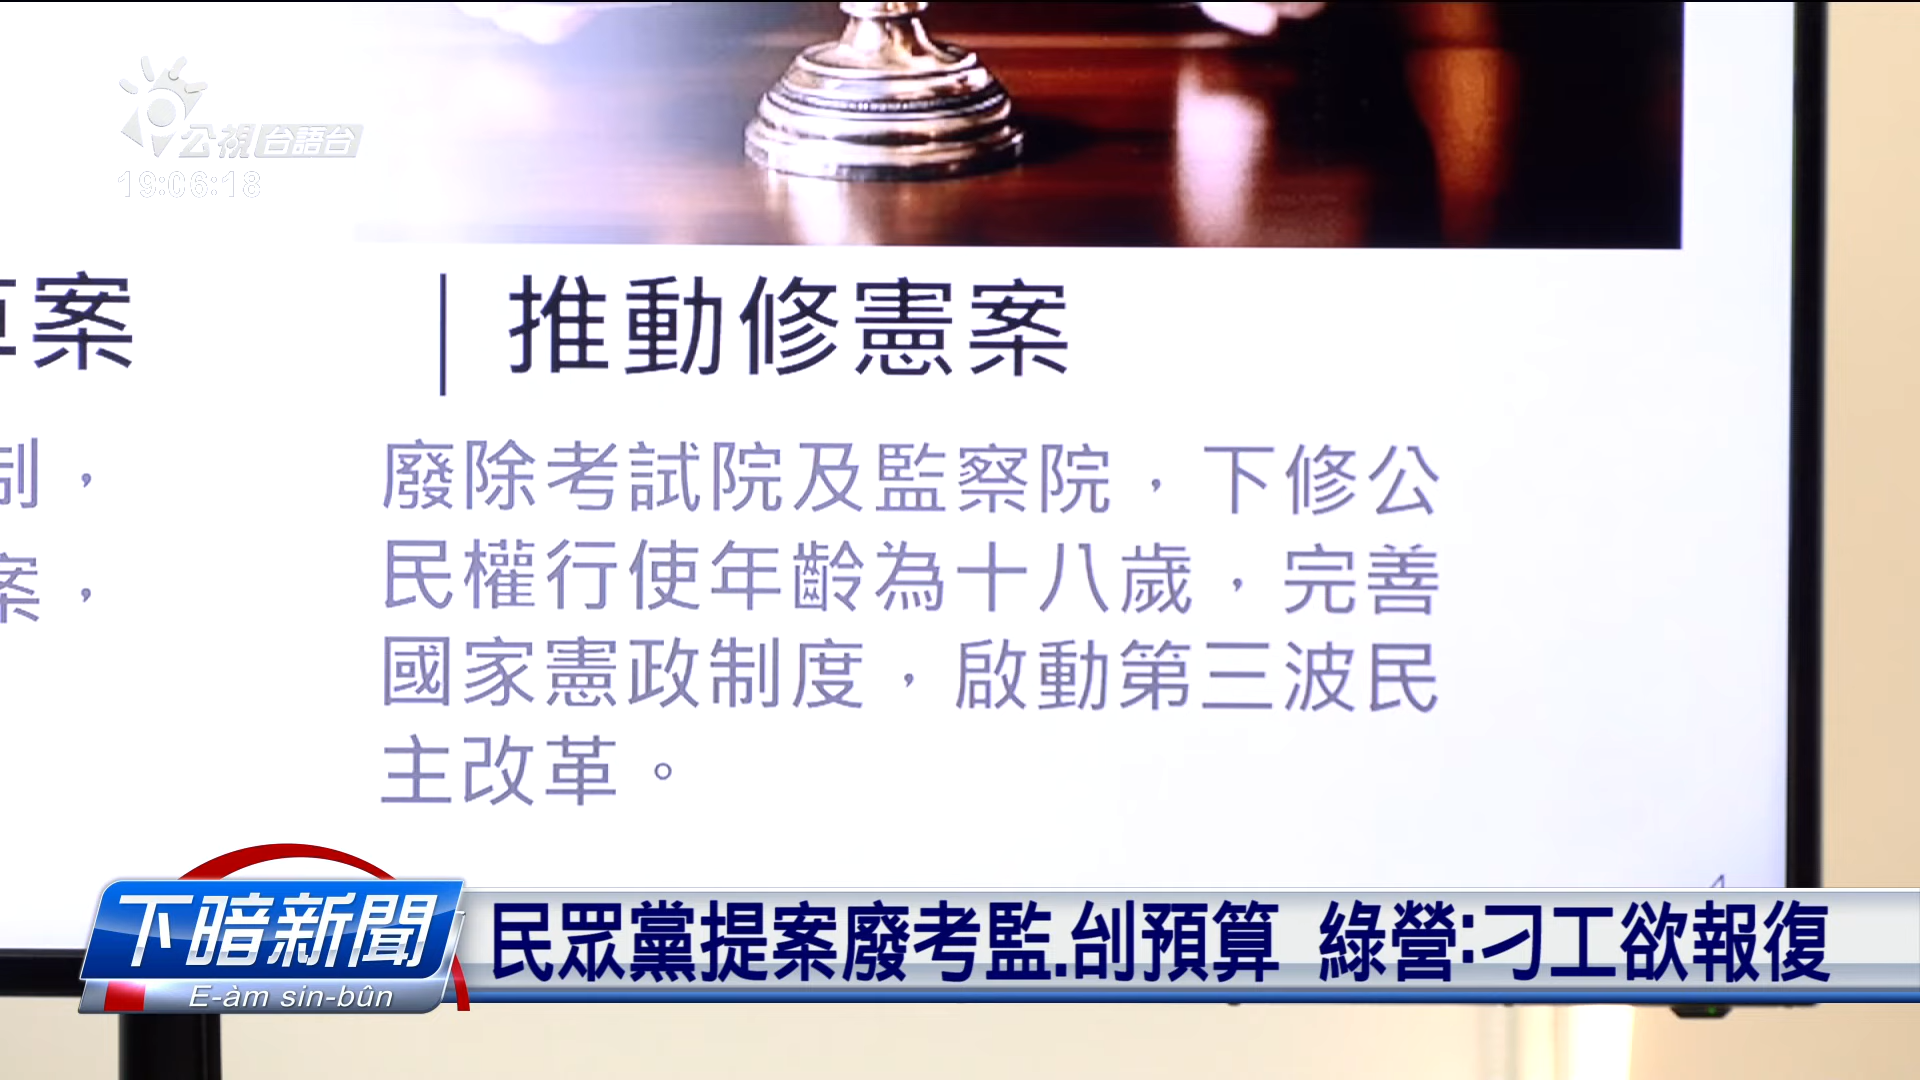 公視台語台
19:06:18
案
推動修憲案
制，
案，
廢除考試院及監察院，下修公
民權行使年齡為十八歲，完善
國家憲政制度，啟動第三波民
主改革。
4
下暗新聞
E-àm sin-bûn
民眾黨提案廢考監.刣預算 綠營:刁工欲報復